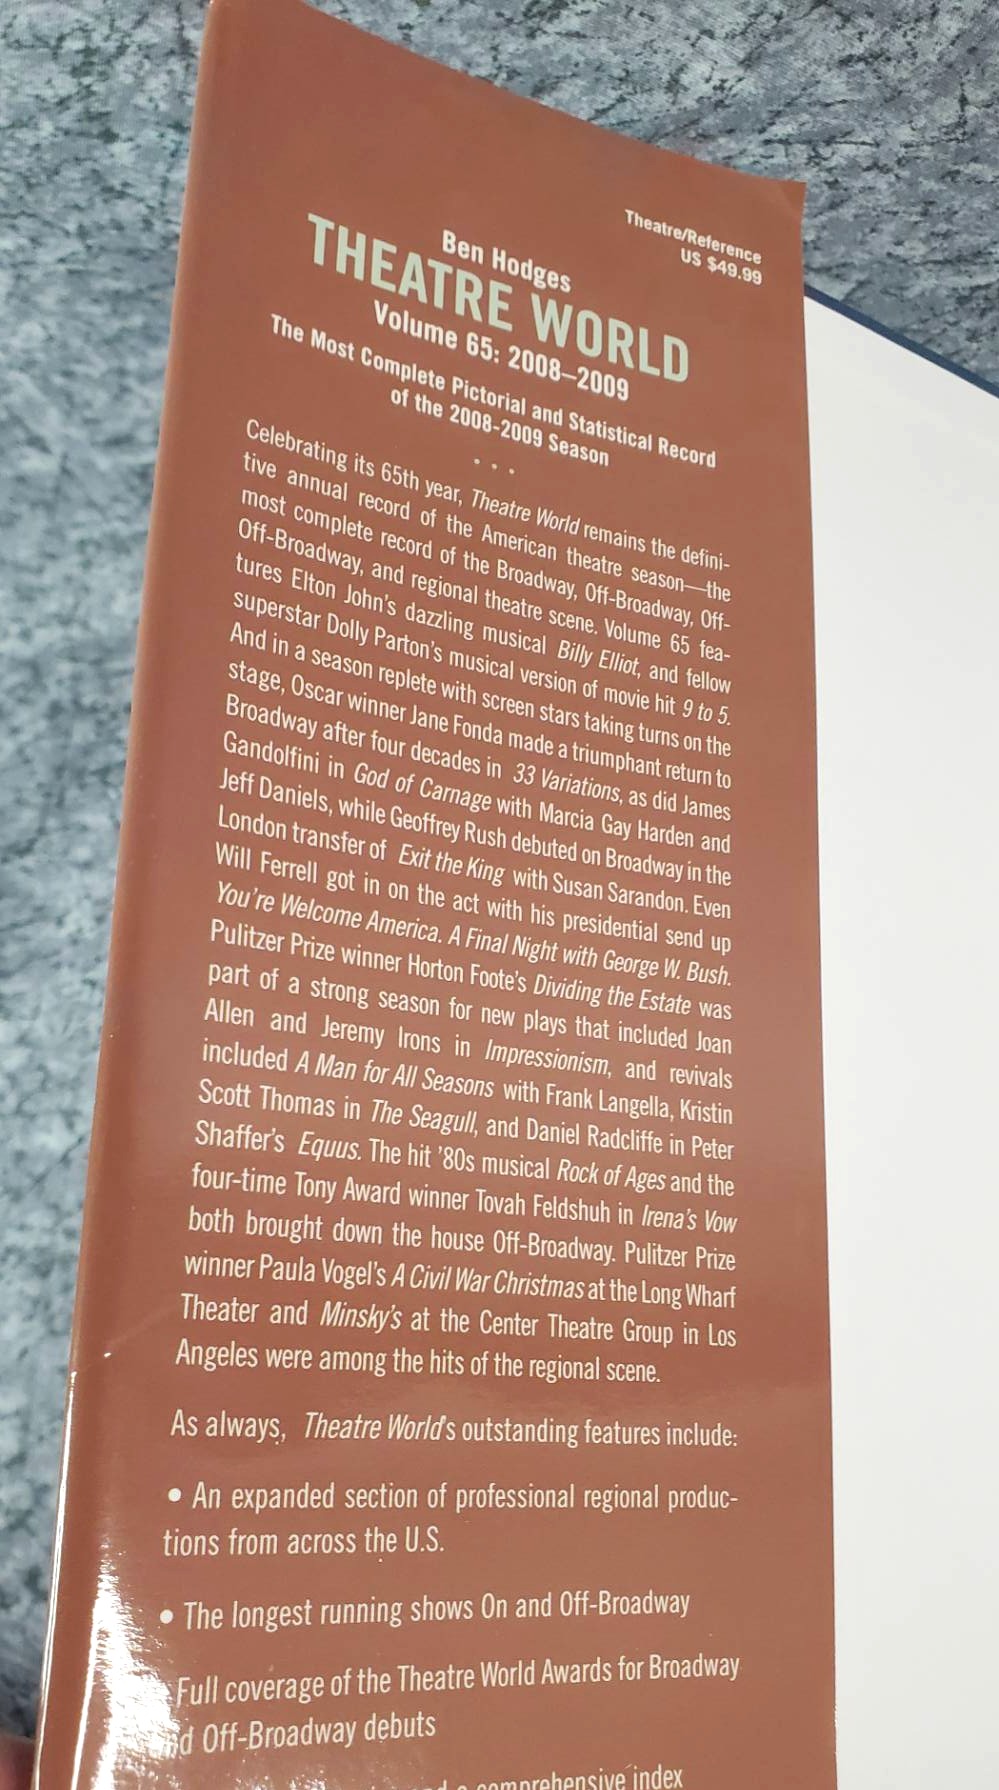 Theatre/Reference
US $49.99
Ben Hodges
THEATRE WORLD
Volume 65: 2008–2009
The Most Complete Pictorial and Statistical Record
of the 2008-2009 Season
• • •
Celebrating its 65th year, Theatre World remains the defini-
tive annual record of the American theatre season—the
most complete record of the Broadway, Off-Broadway, Off-
Off-Broadway, and regional theatre scene. Volume 65 fea-
tures Elton John's dazzling musical Billy Elliot, and fellow
superstar Dolly Parton's musical version of movie hit 9 to 5.
And in a season replete with screen stars taking turns on the
stage, Oscar winner Jane Fonda made a triumphant return to
Broadway after four decades in 33 Variations, as did James
Gandolfini in God of Carnage with Marcia Gay Harden and
Jeff Daniels, while Geoffrey Rush debuted on Broadway in the
London transfer of Exit the King with Susan Sarandon. Even
Will Ferrell got in on the act with his presidential send up
You're Welcome America. A Final Night with George W. Bush.
Pulitzer Prize winner Horton Foote's Dividing the Estate was
part of a strong season for new plays that included Joan
Allen and Jeremy Irons in Impressionism, and revivals
included A Man for All Seasons with Frank Langella, Kristin
Scott Thomas in The Seagull, and Daniel Radcliffe in Peter
Shaffer's Equus. The hit '80s musical Rock of Ages and the
four-time Tony Award winner Tovah Feldshuh in Irena's Vow
both brought down the house Off-Broadway. Pulitzer Prize
winner Paula Vogel's A Civil War Christmas at the Long Wharf
Theater and Minsky's at the Center Theatre Group in Los
Angeles were among the hits of the regional scene.
As always, Theatre World's outstanding features include:
• An expanded section of professional regional produc-
tions from across the U.S.
• The longest running shows On and Off-Broadway
Full coverage of the Theatre World Awards for Broadway
nd Off-Broadway debuts
comprehensive index